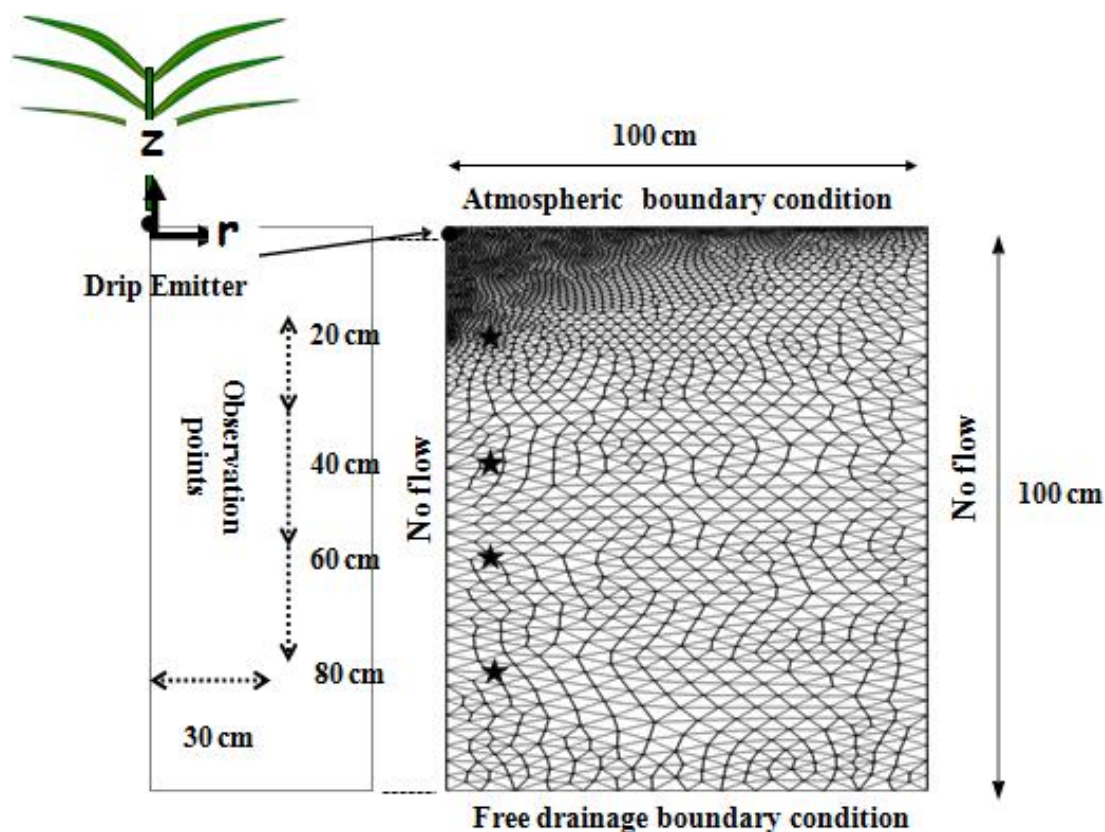 Z
100 cm
Atmospheric boundary condition
r
Drip Emitter
20 cm
Observation
points
40 cm
No flow
No flow
100 cm
60 cm
80 cm
30 cm
Free drainage boundary condition